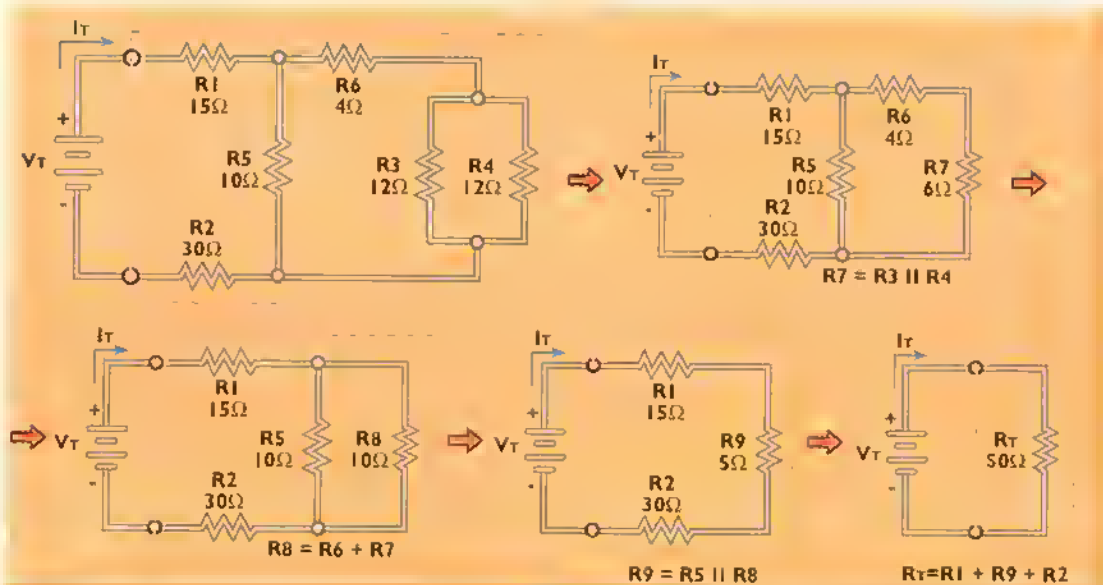 IT
R1
15Ω
R6
4Ω
+
VT
-
R5
10Ω
R3
12Ω
R4
12Ω
R2
30Ω
IT
R1
15Ω
R6
4Ω
+
VT
-
R5
10Ω
R7
6Ω
R2
30Ω
R7 = R3 II R4
IT
R1
15Ω
+
VT
-
R5
10Ω
R8
10Ω
R2
30Ω
R8 = R6 + R7
IT
R1
15Ω
+
VT
-
R9
5Ω
R2
30Ω
R9 = R5 II R8
IT
+
VT
-
RT
50Ω
RT=R1 + R9 + R2